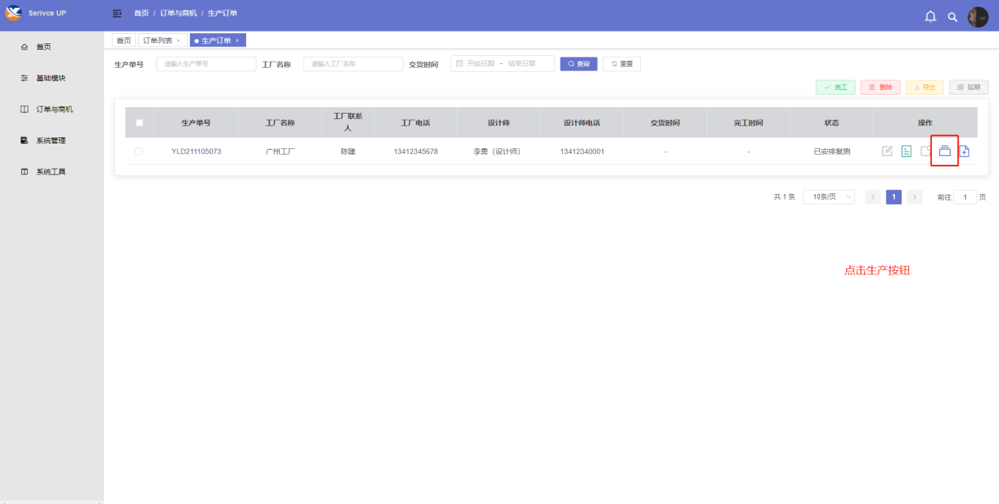 Serivce UP
首页 / 订单与商机 / 生产订单
首页
基础模块
订单与商机
系统管理
系统工具
首页 订单列表 × ● 生产订单 ×
生产单号 请输入生产单号 工厂名称 请输入工厂名称 交货时间 开始日期 - 结束日期 查询 重置
完工 删除 导出 延期
生产单号 工厂名称 工厂联系人 工厂电话 设计师 设计师电话 交货时间 完工时间 状态 操作
YLD211105073 广州工厂 陈建 13412345678 李勇（设计师） 13412340001 - - 已安排复测
共 1 条 10条/页 < 1 > 前往 1 页
点击生产按钮